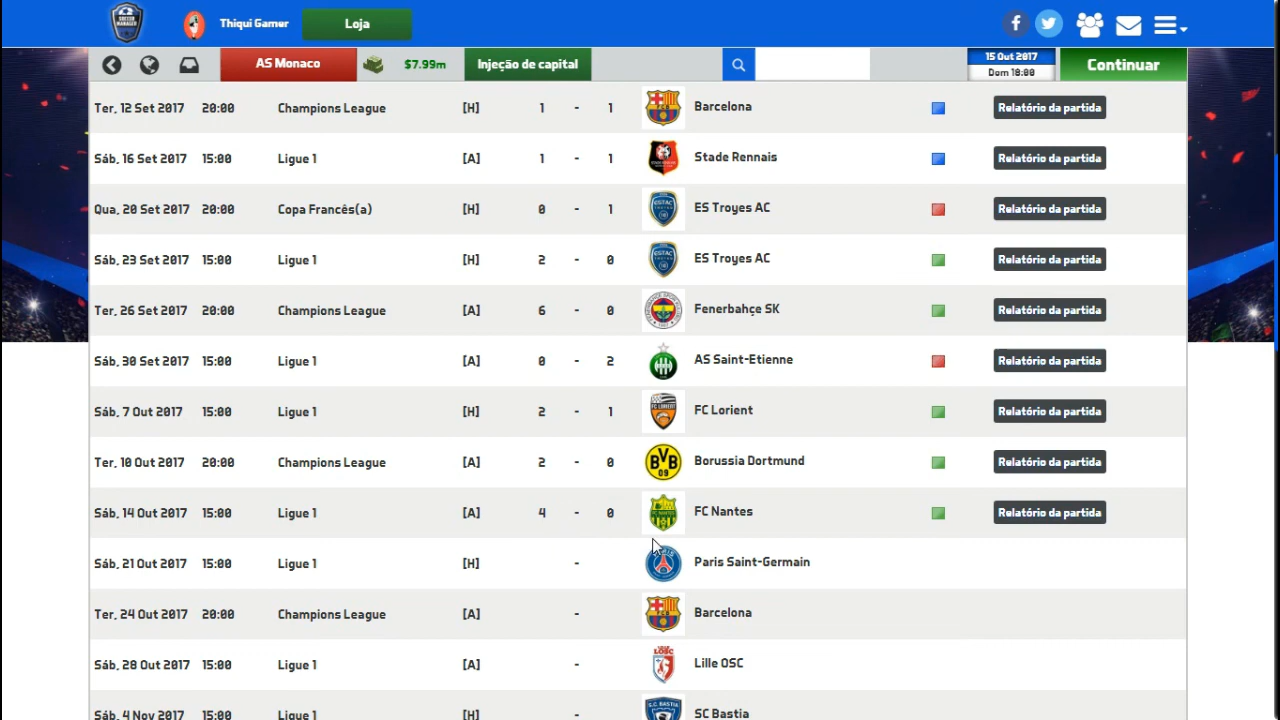 SOCCER MANAGER Thiqui Gamer Loja
AS Monaco $7.99m Injeção de capital 15 Out 2017 Dom 18:00 Continuar
Ter, 12 Set 2017 20:00 Champions League [H] 1 - 1 Barcelona Relatório da partida
Sáb, 16 Set 2017 15:00 Ligue 1 [A] 1 - 1 Stade Rennais Relatório da partida
Qua, 20 Set 2017 20:00 Copa Francês(a) [H] 0 - 1 ES Troyes AC Relatório da partida
Sáb, 23 Set 2017 15:00 Ligue 1 [H] 2 - 0 ES Troyes AC Relatório da partida
Ter, 26 Set 2017 20:00 Champions League [A] 6 - 0 Fenerbahçe SK Relatório da partida
Sáb, 30 Set 2017 15:00 Ligue 1 [A] 0 - 2 AS Saint-Etienne Relatório da partida
Sáb, 7 Out 2017 15:00 Ligue 1 [H] 2 - 1 FC Lorient Relatório da partida
Ter, 10 Out 2017 20:00 Champions League [A] 2 - 0 BVB 09 Borussia Dortmund Relatório da partida
Sáb, 14 Out 2017 15:00 Ligue 1 [A] 4 - 0 FC Nantes Relatório da partida
Sáb, 21 Out 2017 15:00 Ligue 1 [H] - Paris Saint-Germain
Ter, 24 Out 2017 20:00 Champions League [A] - Barcelona
Sáb, 28 Out 2017 15:00 Ligue 1 [A] - LOSC Lille OSC
Sáb, 4 Nov 2017 15:00 Ligue 1 [H] - S.C. BASTIA SC Bastia